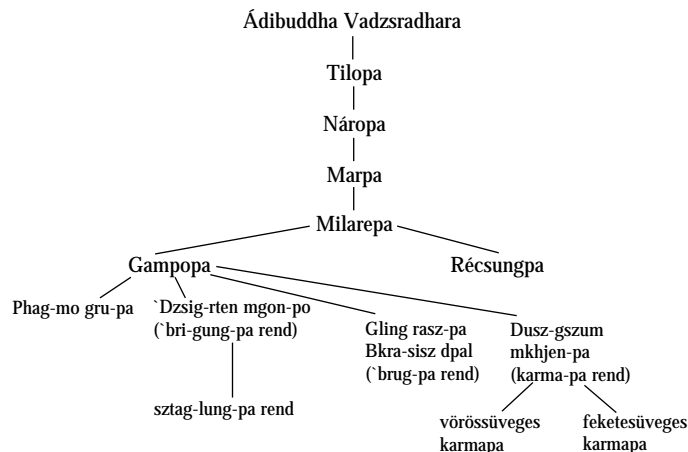 Ádibuddha Vadzsradhara
Tilopa
Náropa
Marpa
Milarepa
Gampopa
Récsungpa
Phag-mo gru-pa
`Dzsig-rten mgon-po
(`bri-gung-pa rend)
Gling rasz-pa
Bkra-sisz dpal
(`brug-pa rend)
Dusz-gszum
mkhjen-pa
(karma-pa rend)
sztag-lung-pa rend
vörössüveges
karmapa
feketesüveges
karmapa